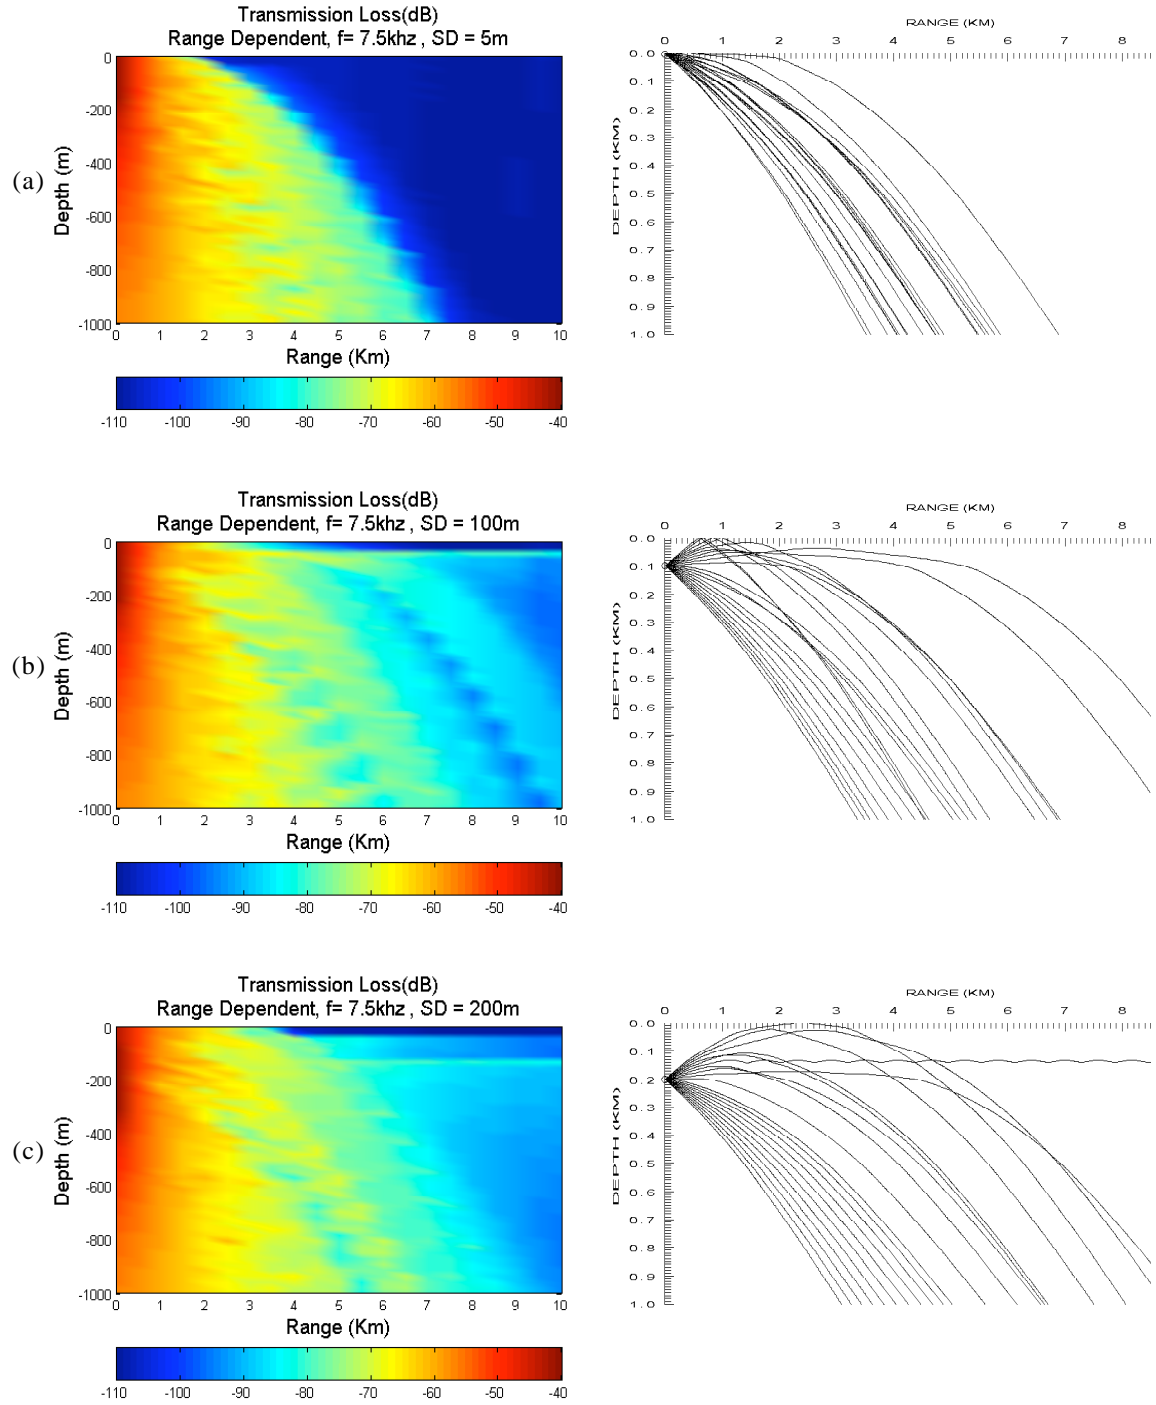 Transmission Loss(dB)
Range Dependent, f= 7.5khz , SD = 5m
0
-200
-400
-600
-800
-1000
Depth (m)
(a)
0 1 2 3 4 5 6 7 8 9 10
Range (Km)
-110 -100 -90 -80 -70 -60 -50 -40
RANGE (KM)
0 1 2 3 4 5 6 7 8
0.0
0.1
0.2
0.3
0.4
0.5
0.6
0.7
0.8
0.9
1.0
DEPTH (KM)
Transmission Loss(dB)
Range Dependent, f= 7.5khz , SD = 100m
0
-200
-400
-600
-800
-1000
Depth (m)
(b)
0 1 2 3 4 5 6 7 8 9 10
Range (Km)
-110 -100 -90 -80 -70 -60 -50 -40
RANGE (KM)
0 1 2 3 4 5 6 7 8
0.0
0.1
0.2
0.3
0.4
0.5
0.6
0.7
0.8
0.9
1.0
DEPTH (KM)
Transmission Loss(dB)
Range Dependent, f= 7.5khz , SD = 200m
0
-200
-400
-600
-800
-1000
Depth (m)
(c)
0 1 2 3 4 5 6 7 8 9 10
Range (Km)
-110 -100 -90 -80 -70 -60 -50 -40
RANGE (KM)
0 1 2 3 4 5 6 7 8
0.0
0.1
0.2
0.3
0.4
0.5
0.6
0.7
0.8
0.9
1.0
DEPTH (KM)